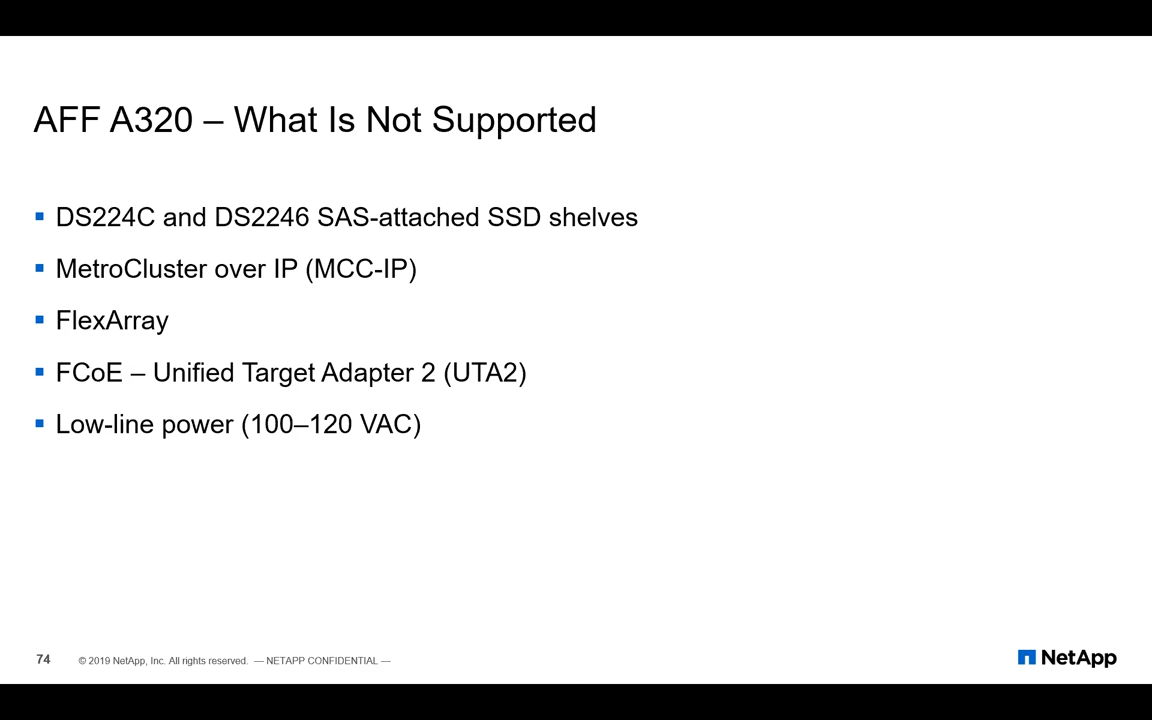 AFF A320 – What Is Not Supported
DS224C and DS2246 SAS-attached SSD shelves
MetroCluster over IP (MCC-IP)
FlexArray
FCoE – Unified Target Adapter 2 (UTA2)
Low-line power (100–120 VAC)
74 © 2019 NetApp, Inc. All rights reserved. — NETAPP CONFIDENTIAL —
NetApp